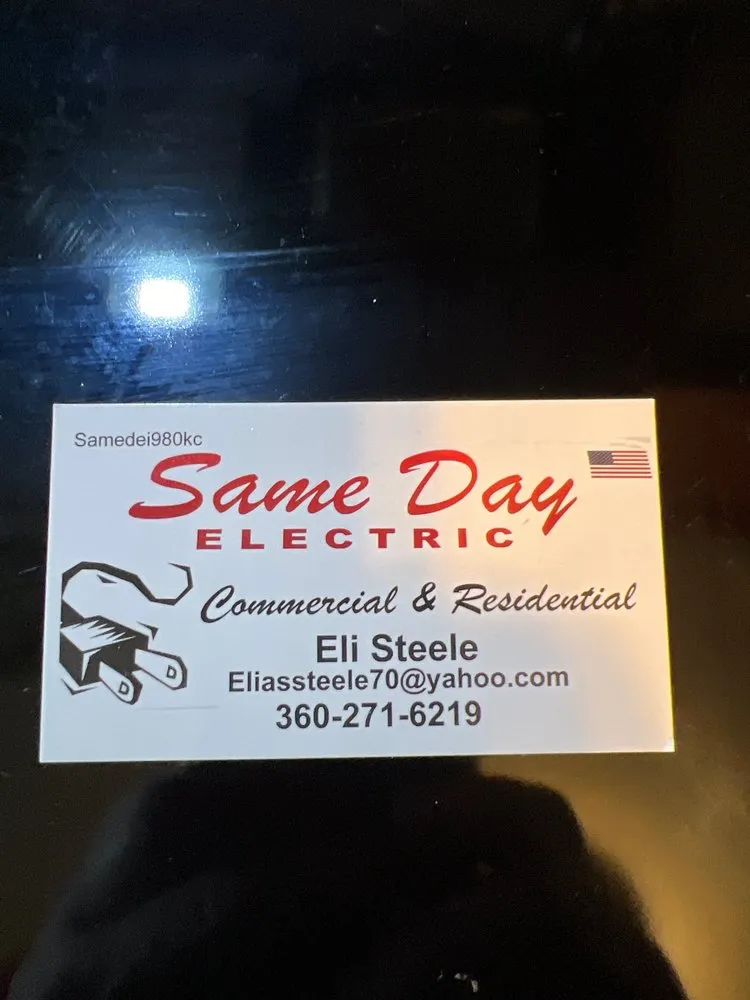 Samedei980kc
Same Day
ELECTRIC
Commercial & Residential
Eli Steele
Eliassteele70@yahoo.com
360-271-6219